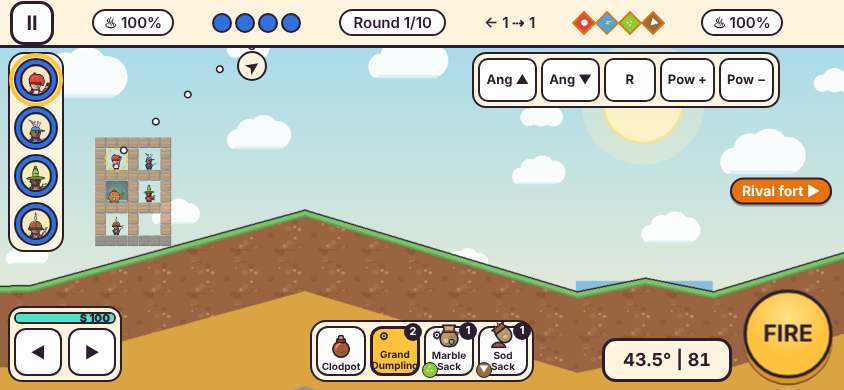 100%
Round 1/10
← 1 ⇢ 1
100%
Ang ▲
Ang ▼
R
Pow +
Pow −
Rival fort ▶
S 100
Clodpot
2
Grand
Dumpling
1
Marble
Sack
1
Sod
Sack
43.5° | 81
FIRE